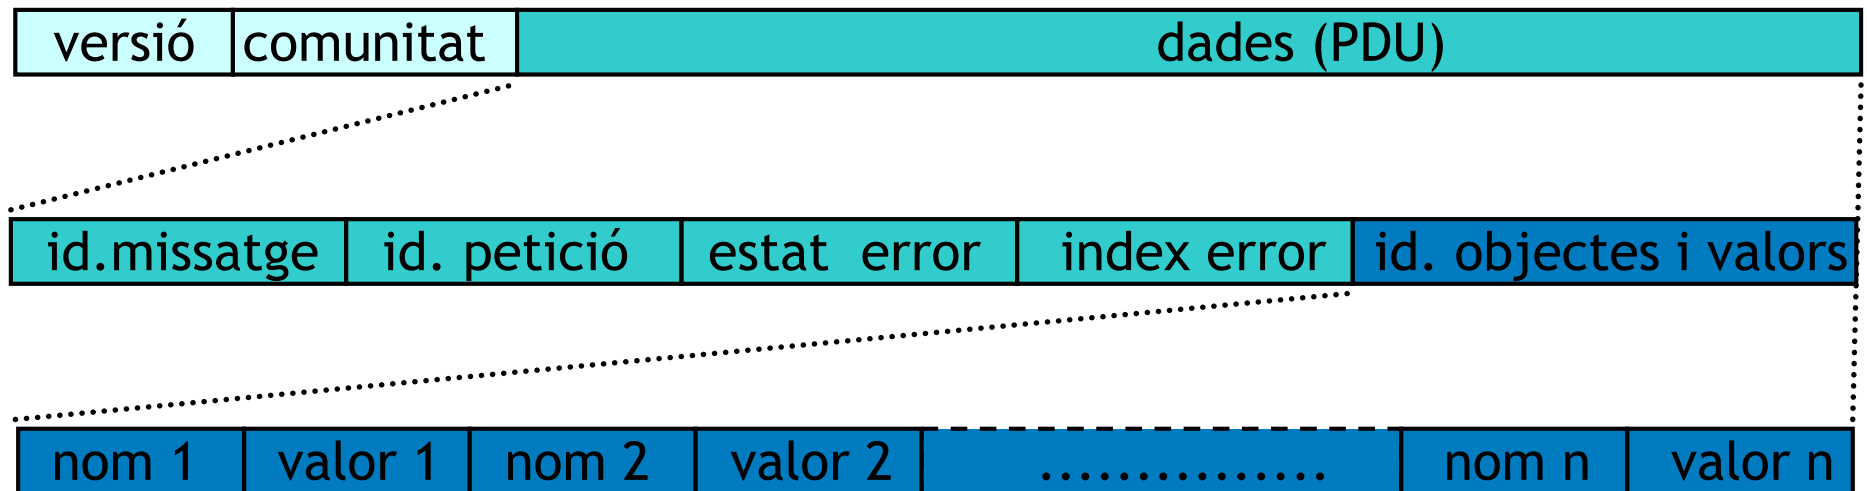 versió comunitat dades (PDU)
id.missatge id. petició estat error index error id. objectes i valors
nom 1 valor 1 nom 2 valor 2 ............... nom n valor n